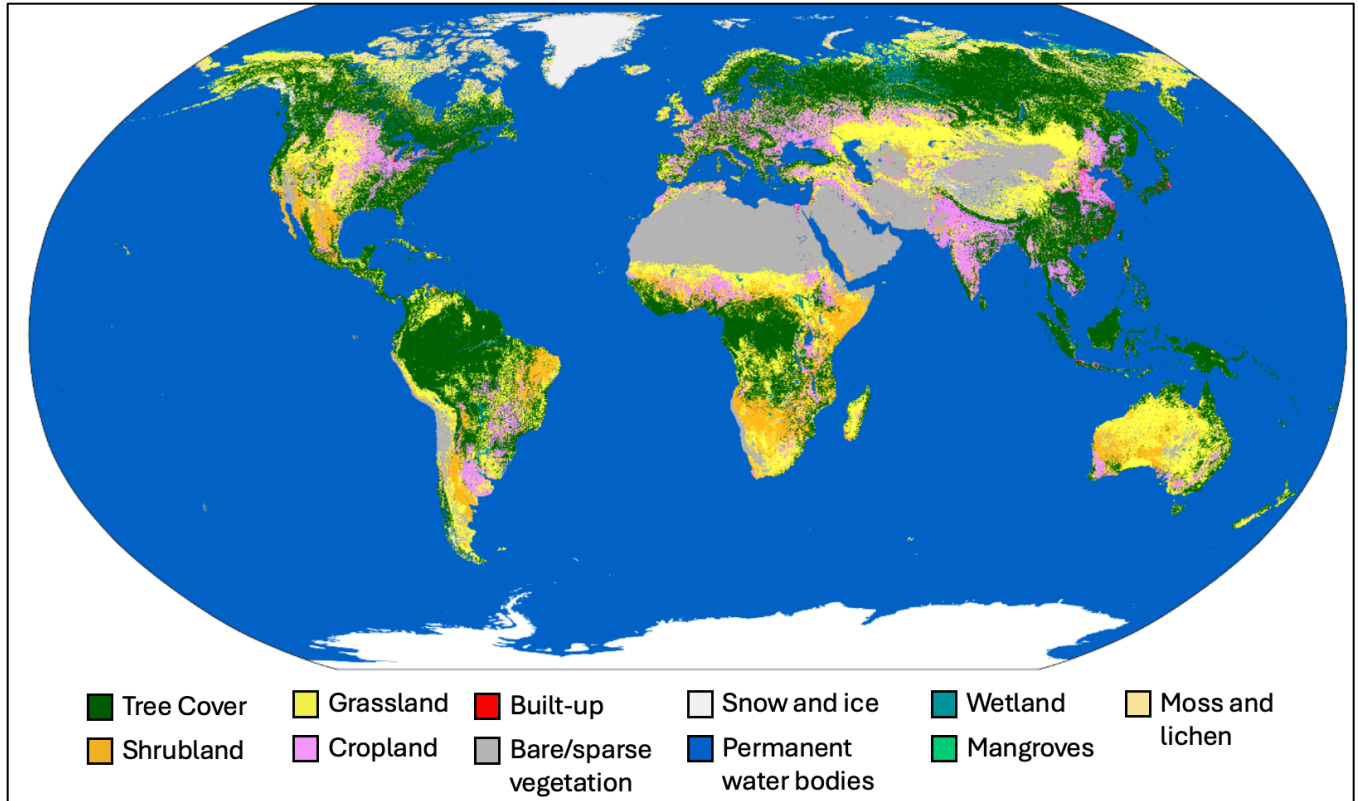 Tree Cover
Grassland
Built-up
Snow and ice
Wetland
Moss and
lichen
Shrubland
Cropland
Bare/sparse
vegetation
Permanent
water bodies
Mangroves